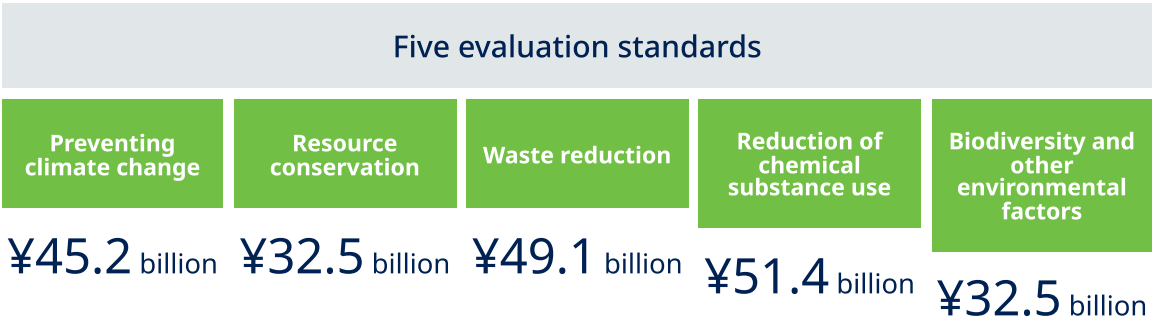 Five evaluation standards
Preventing
climate change
¥45.2 billion
Resource
conservation
¥32.5 billion
Waste reduction
¥49.1 billion
Reduction of
chemical
substance use
¥51.4 billion
Biodiversity and
other
environmental
factors
¥32.5 billion